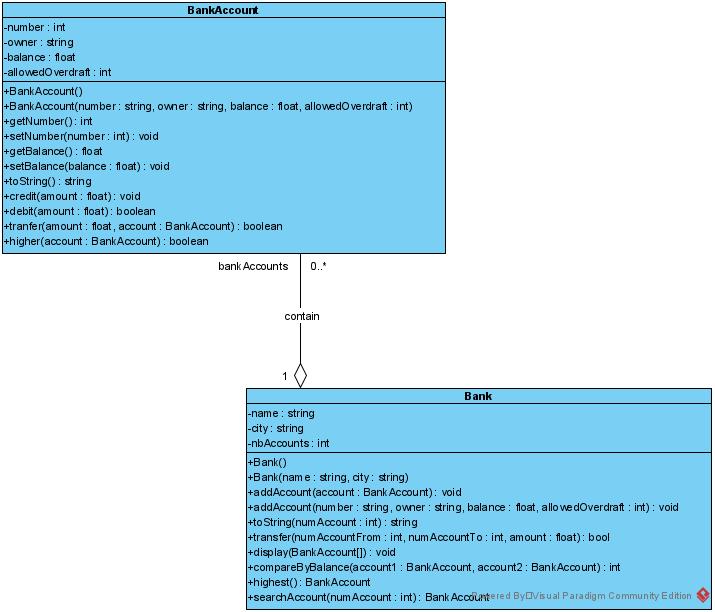 BankAccount
-number : int
-owner : string
-balance : float
-allowedOverdraft : int
+BankAccount()
+BankAccount(number : string, owner : string, balance : float, allowedOverdraft : int)
+getNumber() : int
+setNumber(number : int) : void
+getBalance() : float
+setBalance(balance : float) : void
+toString() : string
+credit(amount : float) : void
+debit(amount : float) : boolean
+tranfer(amount : float, account : BankAccount) : boolean
+higher(account : BankAccount) : boolean
bankAccounts 0..*
contain
1
Bank
-name : string
-city : string
-nbAccounts : int
+Bank()
+Bank(name : string, city : string)
+addAccount(account : BankAccount) : void
+addAccount(number : string, owner : string, balance : float, allowedOverdraft : int) : void
+toString(numAccount : int) : string
+transfer(numAccountFrom : int, numAccountTo : int, amount : float) : bool
+display(BankAccount[]) : void
+compareByBalance(account1 : BankAccount, account2 : BankAccount) : int
+highest() : BankAccount
+searchAccount(numAccount : int) : BankAccount
Powered By Visual Paradigm Community Edition